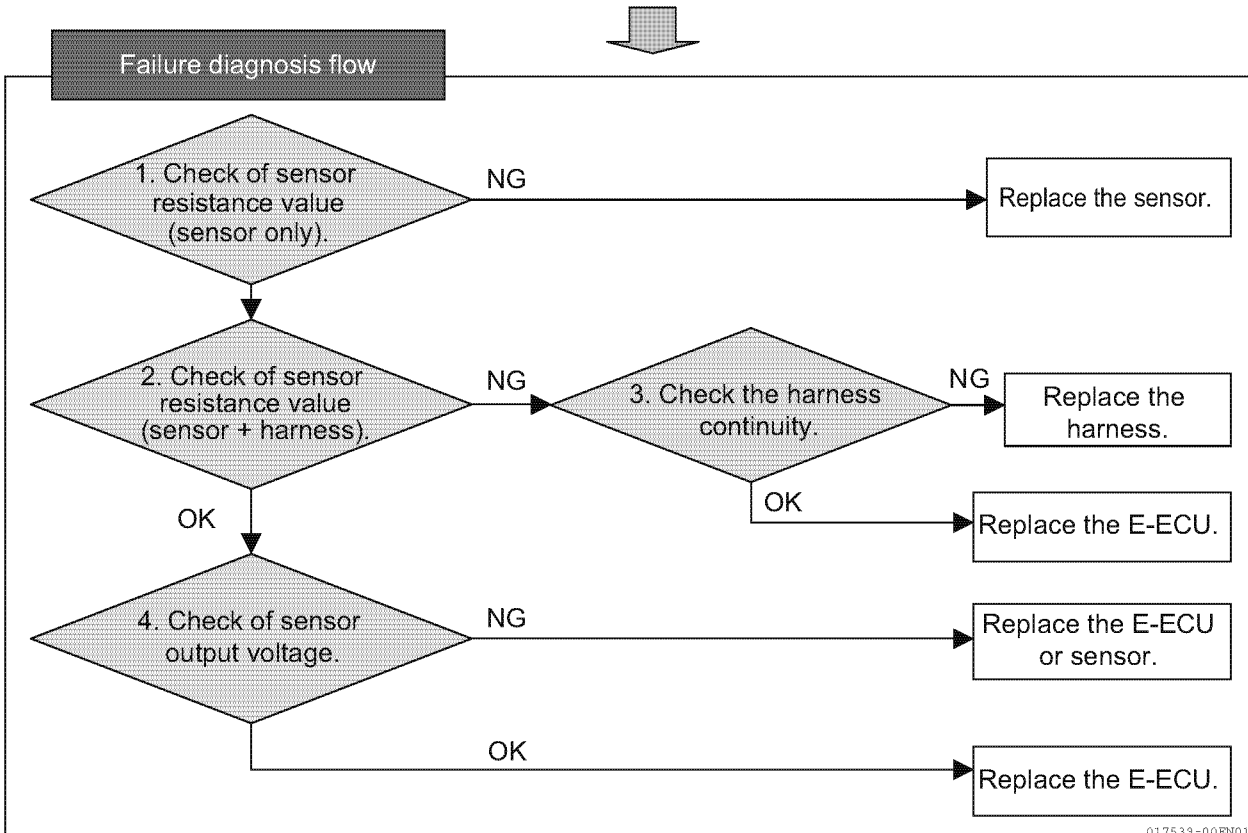 Failure diagnosis flow
1. Check of sensor
resistance value
(sensor only).
NG
Replace the sensor.
2. Check of sensor
resistance value
(sensor + harness).
NG
3. Check the harness
continuity.
NG
Replace the
harness.
OK
Replace the E-ECU.
OK
4. Check of sensor
output voltage.
NG
Replace the E-ECU
or sensor.
OK
Replace the E-ECU.
017539-00EN01